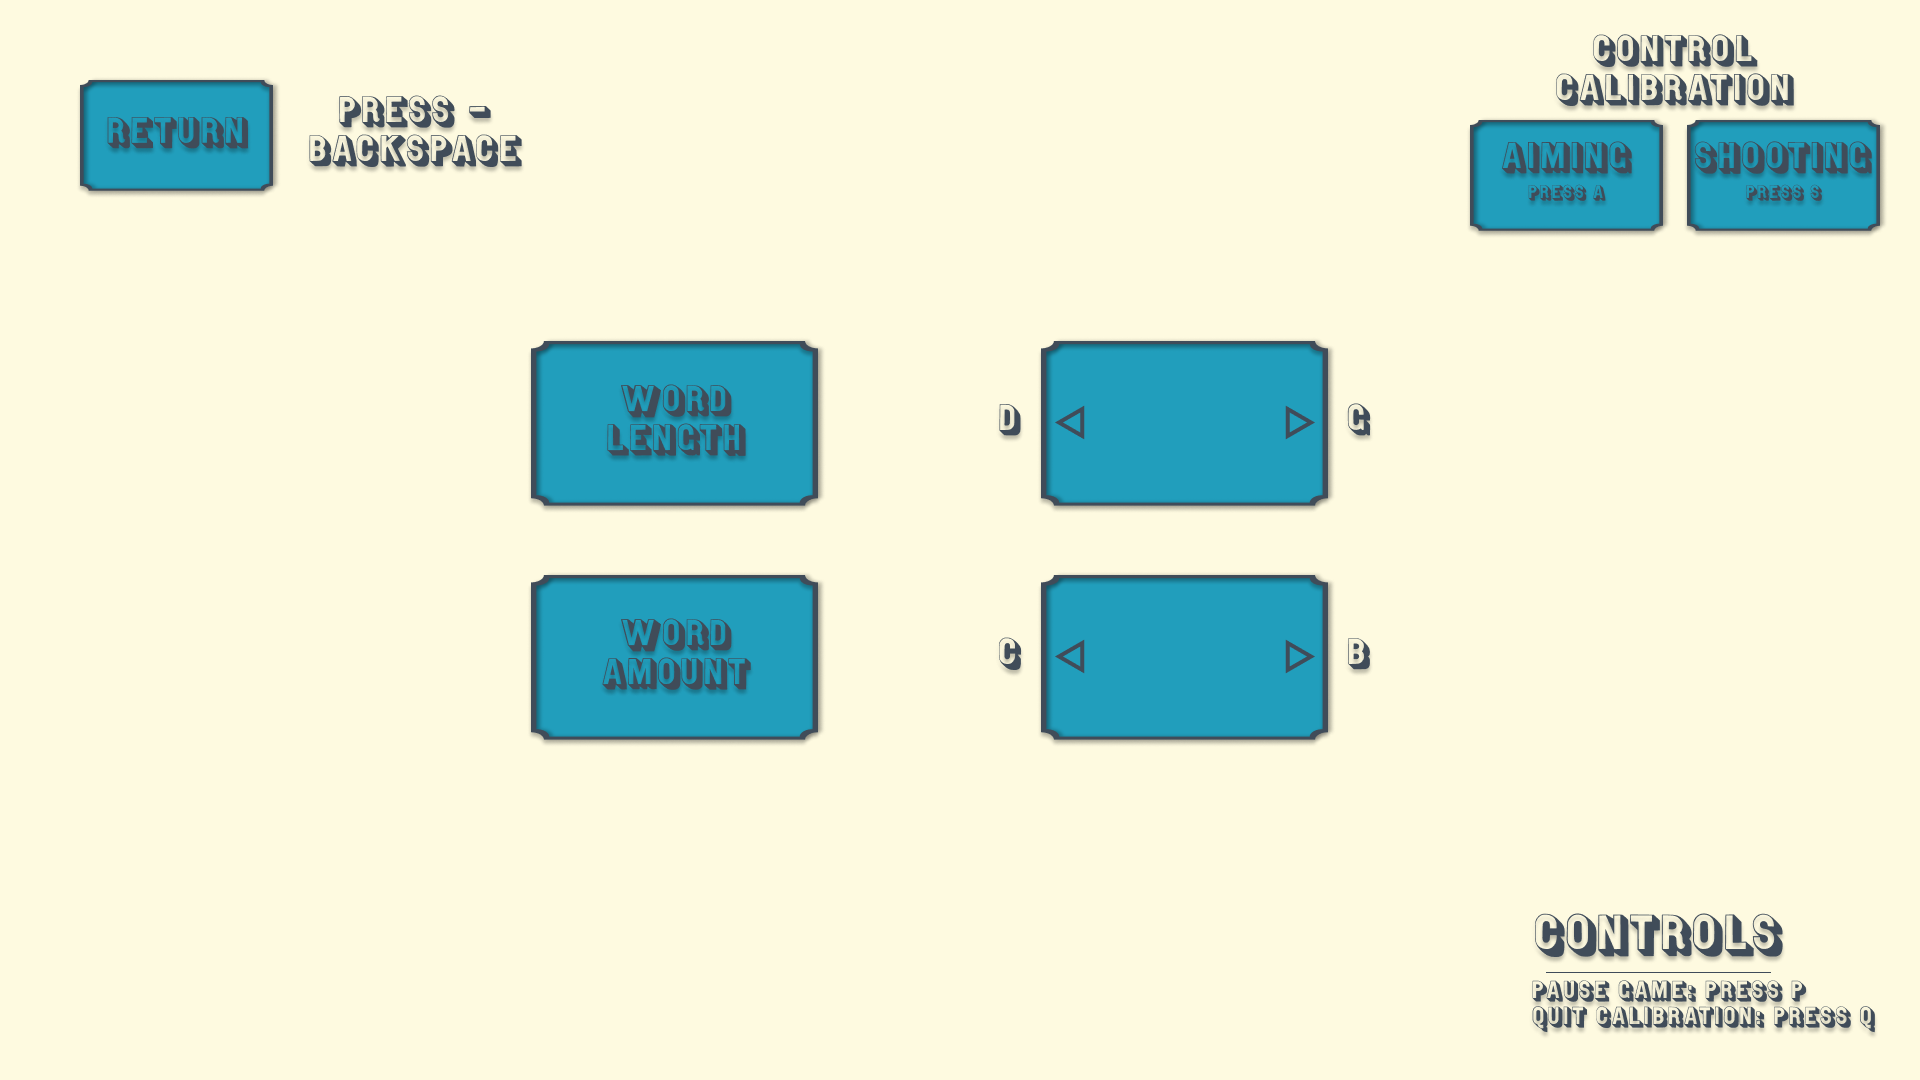 RETURN
PRESS -
BACKSPACE
CONTROL
CALIBRATION
AIMING
PRESS A
SHOOTING
PRESS S
WORD
LENGTH
D
G
WORD
AMOUNT
C
B
CONTROLS
PAUSE GAME: PRESS P
QUIT CALIBRATION: PRESS Q